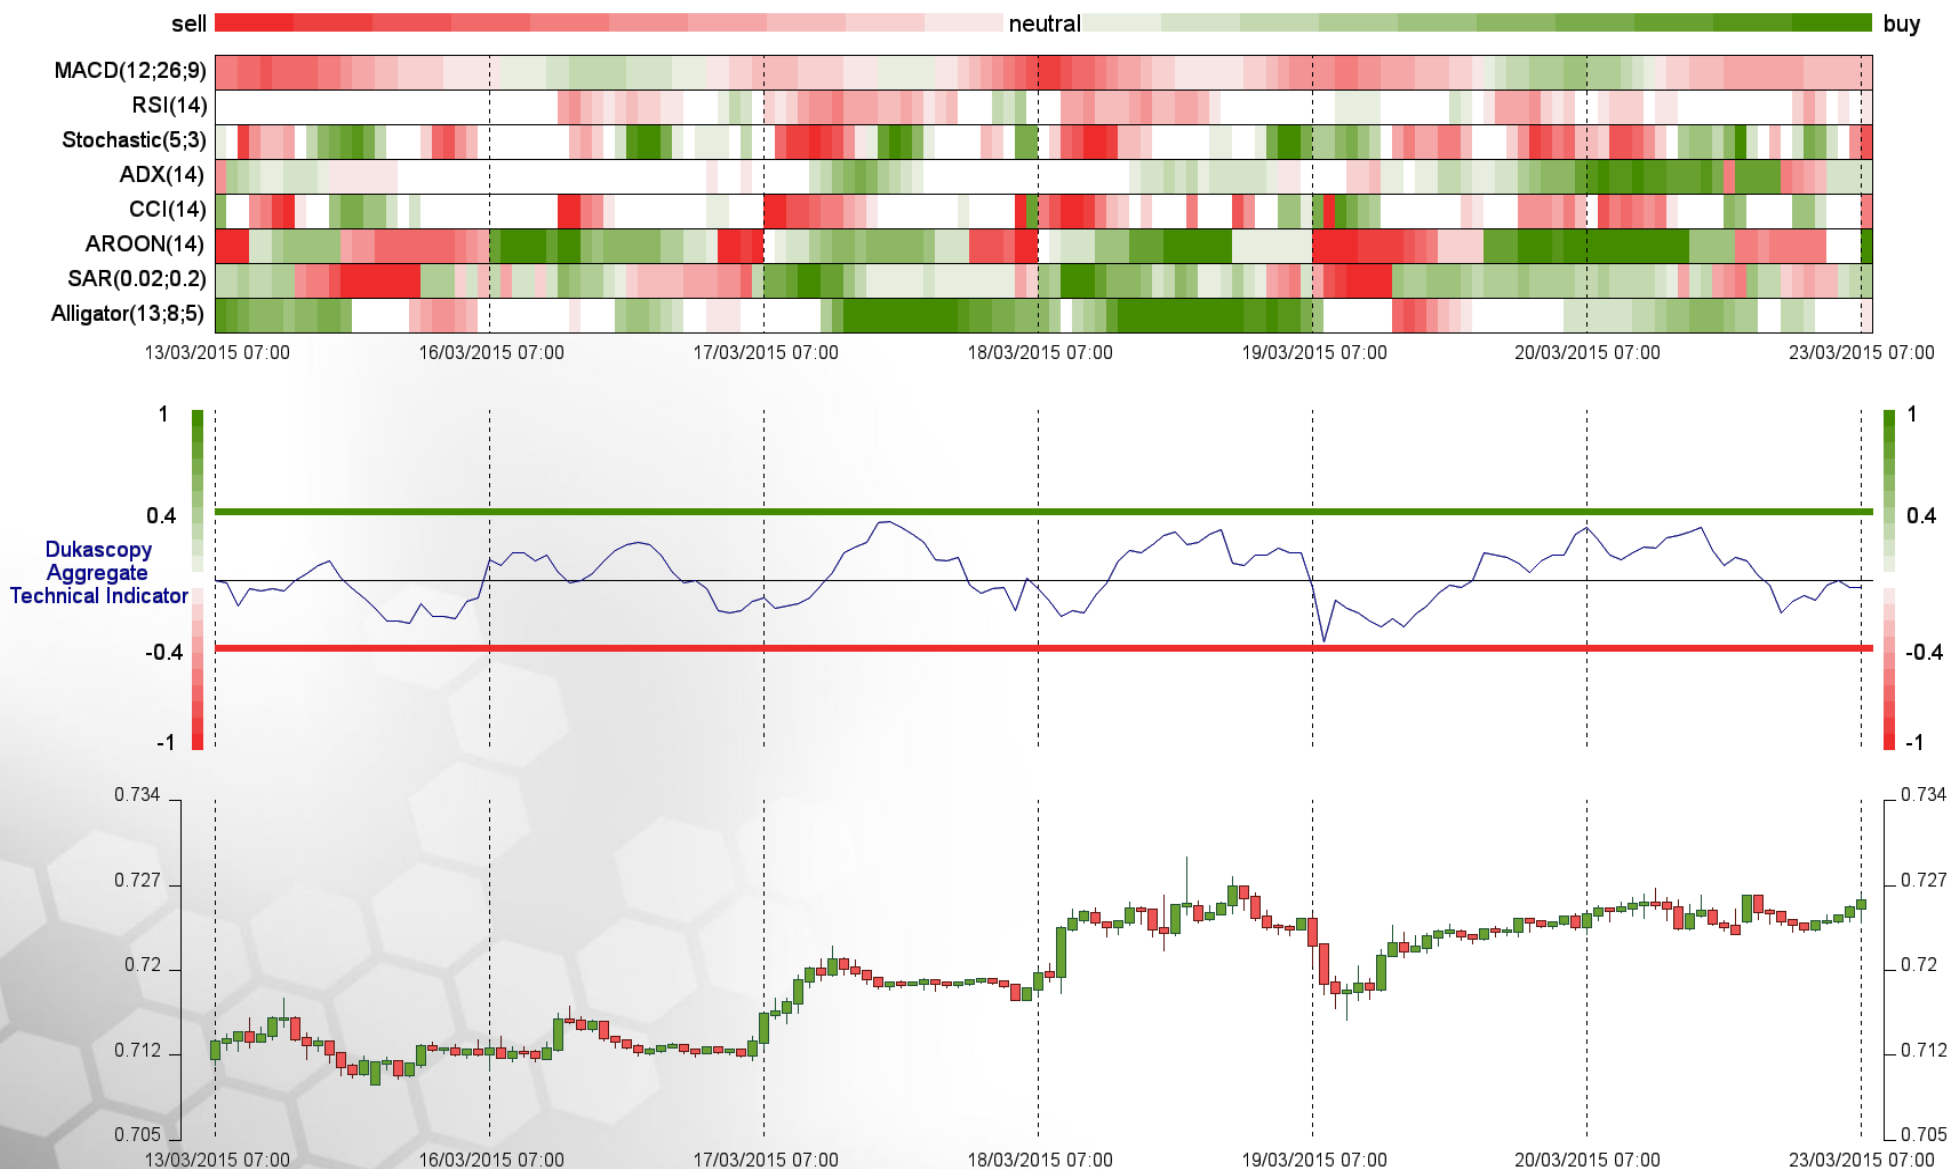 sell neutral buy
MACD(12;26;9)
RSI(14)
Stochastic(5;3)
ADX(14)
CCI(14)
AROON(14)
SAR(0.02;0.2)
Alligator(13;8;5)
13/03/2015 07:00 16/03/2015 07:00 17/03/2015 07:00 18/03/2015 07:00 19/03/2015 07:00 20/03/2015 07:00 23/03/2015 07:00
1 1
0.4 0.4
Dukascopy
Aggregate
Technical Indicator
-0.4 -0.4
-1 -1
0.734 0.734
0.727 0.727
0.72 0.72
0.712 0.712
0.705 0.705
13/03/2015 07:00 16/03/2015 07:00 17/03/2015 07:00 18/03/2015 07:00 19/03/2015 07:00 20/03/2015 07:00 23/03/2015 07:00